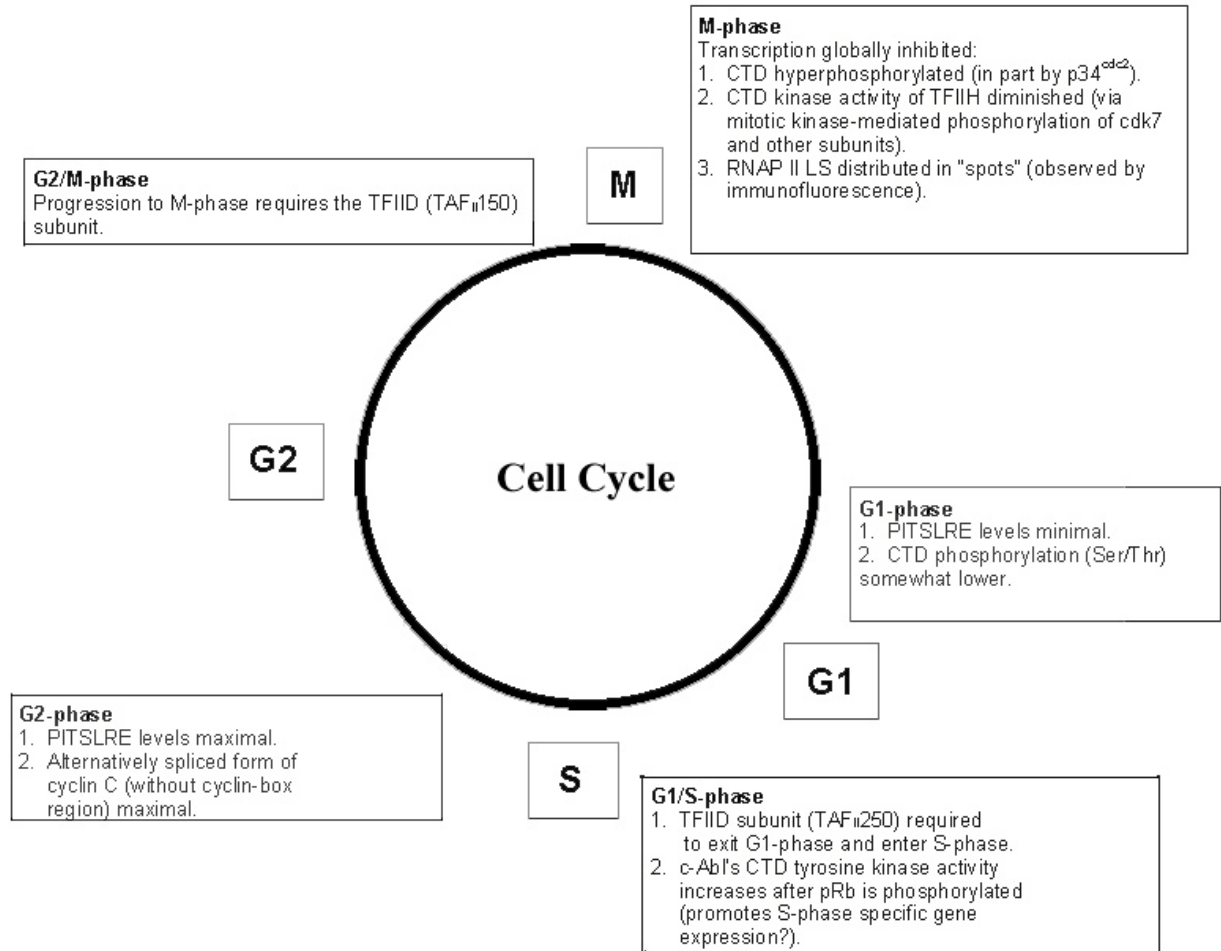 M-phase
Transcription globally inhibited:
1. CTD hyperphosphorylated (in part by p34cdc2).
2. CTD kinase activity of TFIIH diminished (via
mitotic kinase-mediated phosphorylation of cdk7
and other subunits).
3. RNAP II LS distributed in "spots" (observed by
immunofluorescence).
G2/M-phase
Progression to M-phase requires the TFIID (TAFII150)
subunit.
M
G2
Cell Cycle
G1-phase
1. PITSLRE levels minimal.
2. CTD phosphorylation (Ser/Thr)
somewhat lower.
G1
G2-phase
1. PITSLRE levels maximal.
2. Alternatively spliced form of
cyclin C (without cyclin-box
region) maximal.
S
G1/S-phase
1. TFIID subunit (TAFII250) required
to exit G1-phase and enter S-phase.
2. c-Abl's CTD tyrosine kinase activity
increases after pRb is phosphorylated
(promotes S-phase specific gene
expression?).